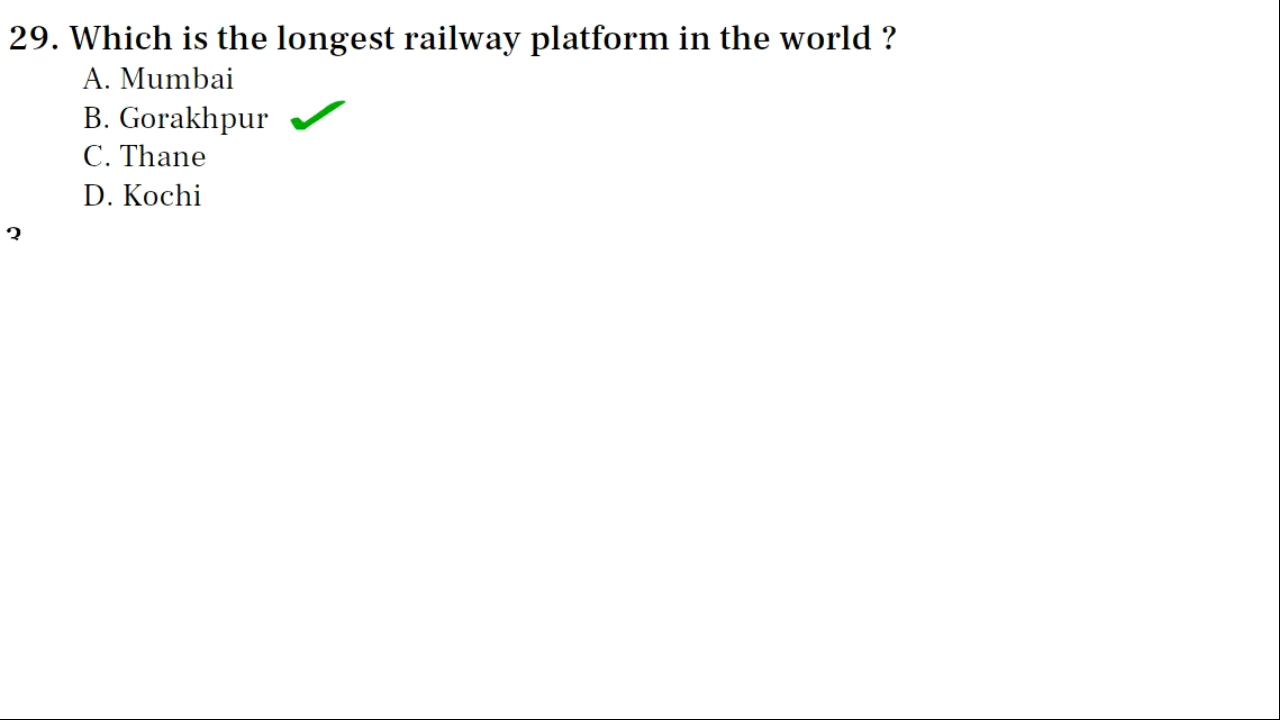 29. Which is the longest railway platform in the world ?
A. Mumbai
B. Gorakhpur
C. Thane
D. Kochi